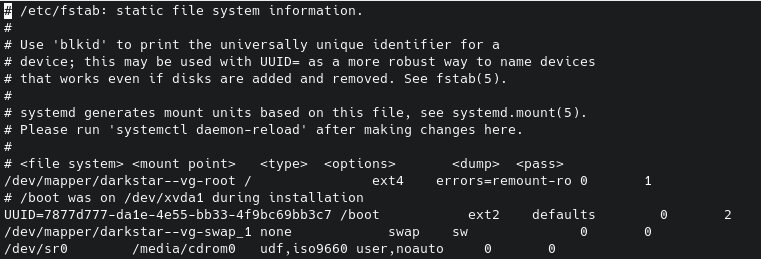 # /etc/fstab: static file system information.
#
# Use 'blkid' to print the universally unique identifier for a
# device; this may be used with UUID= as a more robust way to name devices
# that works even if disks are added and removed. See fstab(5).
#
# systemd generates mount units based on this file, see systemd.mount(5).
# Please run 'systemctl daemon-reload' after making changes here.
#
# <file system> <mount point>   <type>  <options>       <dump>  <pass>
/dev/mapper/darkstar--vg-root /               ext4    errors=remount-ro 0       1
# /boot was on /dev/xvda1 during installation
UUID=7877d777-da1e-4e55-bb33-4f9bc69bb3c7 /boot           ext2    defaults        0       2
/dev/mapper/darkstar--vg-swap_1 none            swap    sw              0       0
/dev/sr0        /media/cdrom0   udf,iso9660 user,noauto     0       0